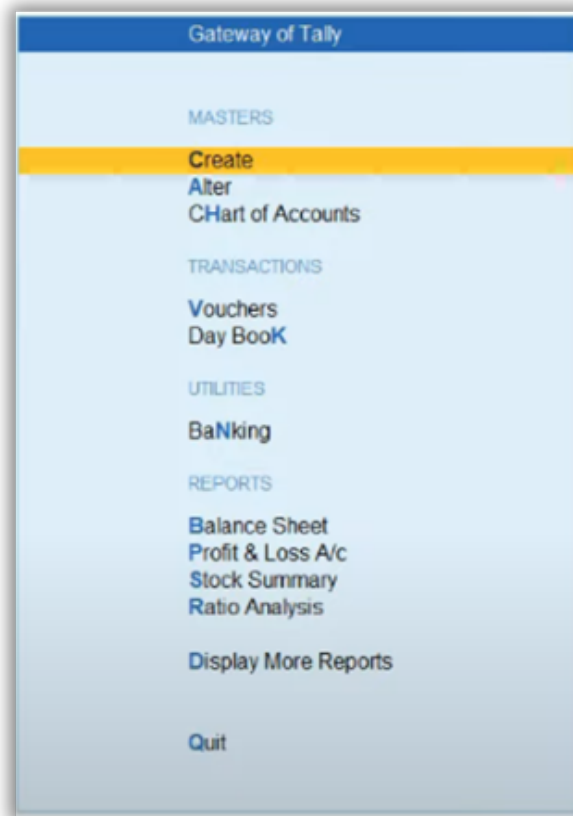 Gateway of Tally
MASTERS
Create
Alter
CHart of Accounts
TRANSACTIONS
Vouchers
Day BooK
UTILITIES
BaNking
REPORTS
Balance Sheet
Profit & Loss A/c
Stock Summary
Ratio Analysis
Display More Reports
Quit